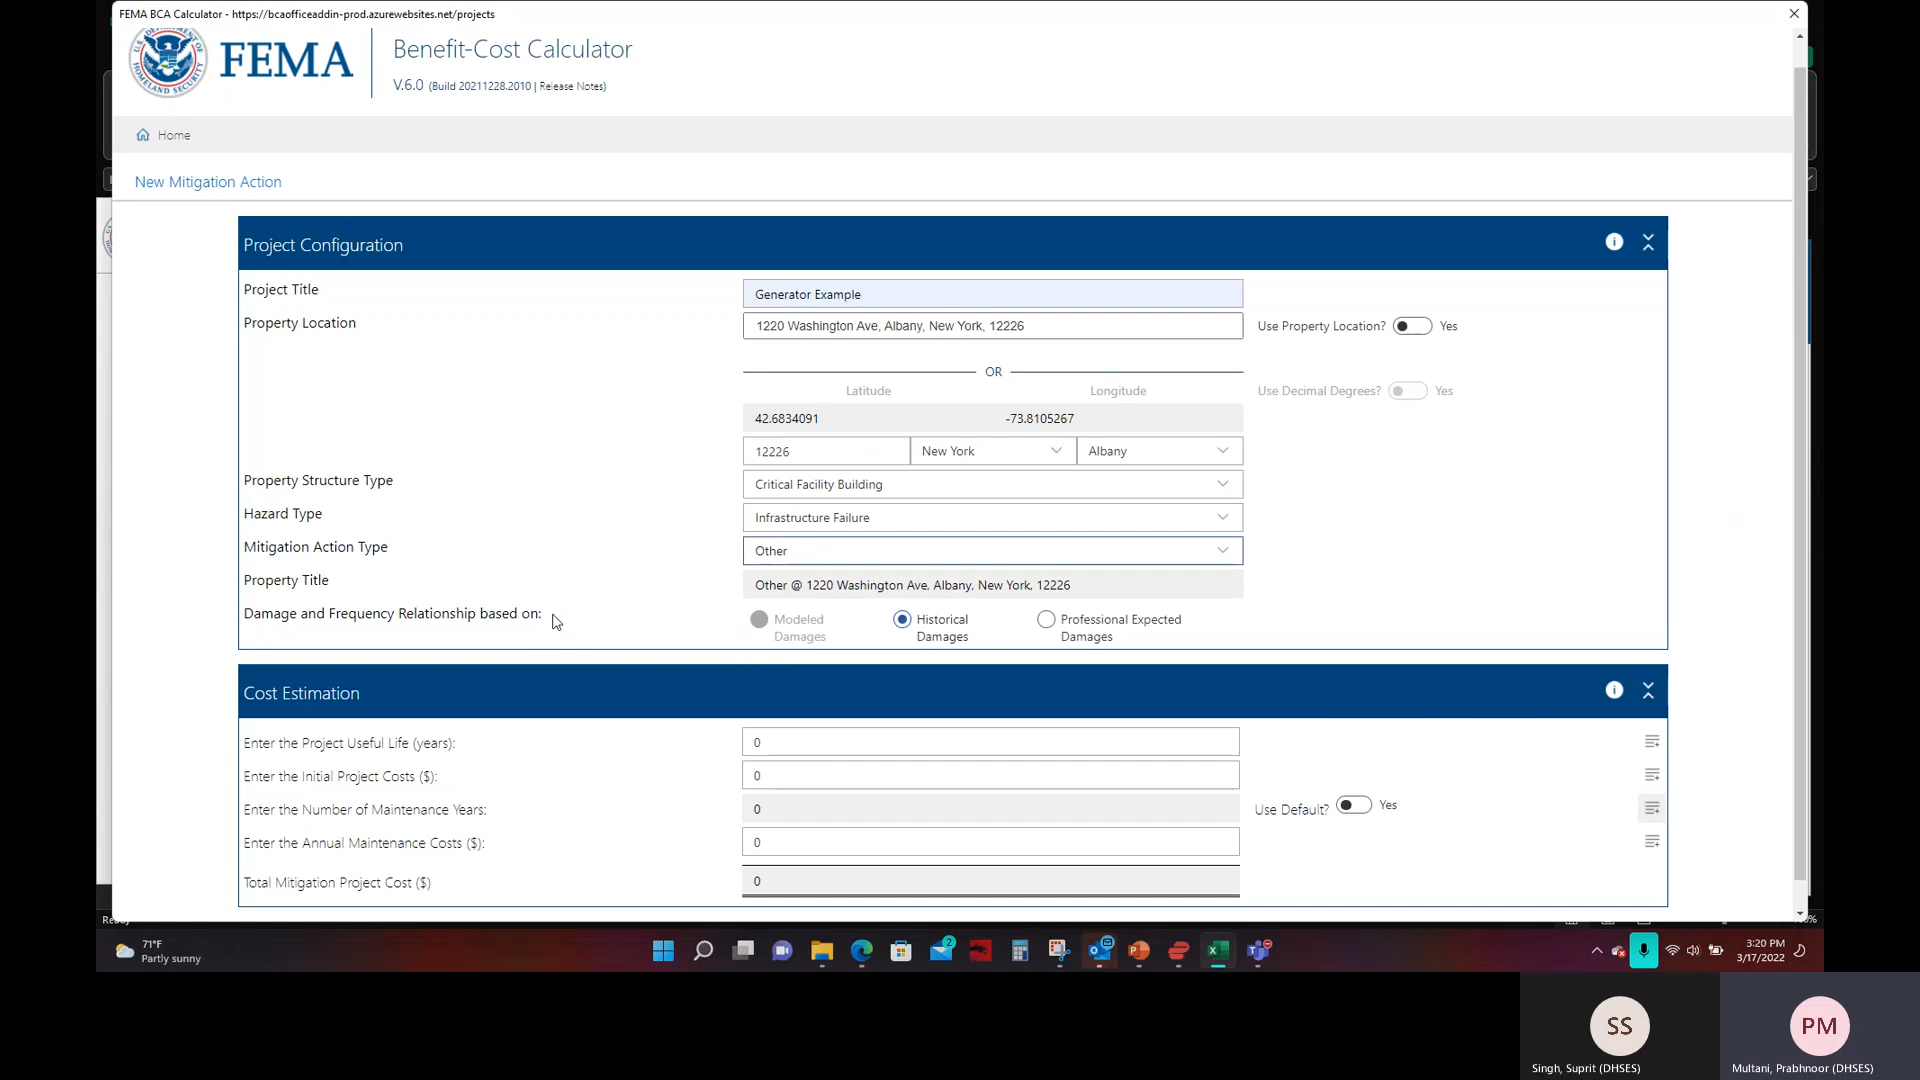 FEMA BCA Calculator - https://bcaofficeaddin-prod.azurewebsites.net/projects
FEMA
Benefit-Cost Calculator
V.6.0 (Build 20211228.2010 | Release Notes)
Home
New Mitigation Action
Project Configuration
Project Title
Generator Example
Property Location
1220 Washington Ave, Albany, New York, 12226
Use Property Location? Yes
OR
Latitude Longitude
Use Decimal Degrees? Yes
42.6834091 -73.8105267
12226 New York Albany
Property Structure Type
Critical Facility Building
Hazard Type
Infrastructure Failure
Mitigation Action Type
Other
Property Title
Other @ 1220 Washington Ave, Albany, New York, 12226
Damage and Frequency Relationship based on:
Modeled Damages
Historical Damages
Professional Expected Damages
Cost Estimation
Enter the Project Useful Life (years):
0
Enter the Initial Project Costs ($):
0
Enter the Number of Maintenance Years:
0
Use Default? Yes
Enter the Annual Maintenance Costs ($):
0
Total Mitigation Project Cost ($)
0
71°F
Partly sunny
2
3:20 PM
3/17/2022
SS
PM
Singh, Suprit (DHSES)
Multani, Prabhnoor (DHSES)